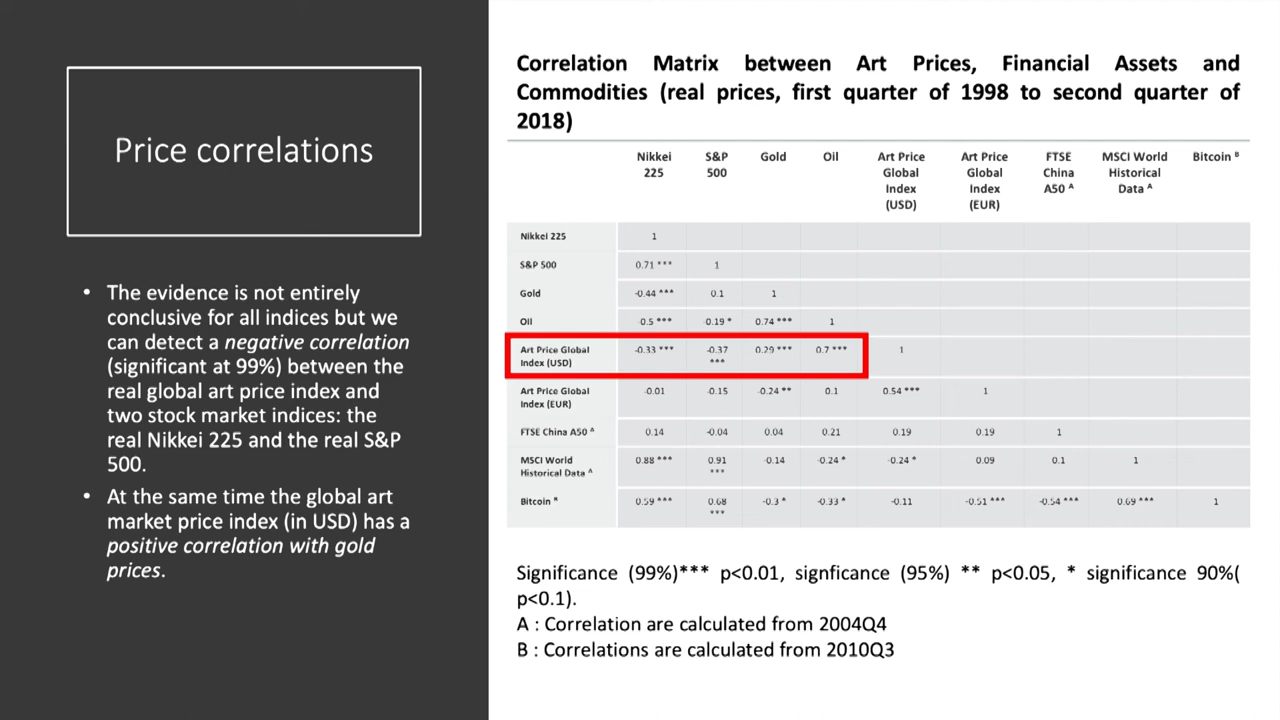 Price correlations
• The evidence is not entirely
conclusive for all indices but we
can detect a negative correlation
(significant at 99%) between the
real global art price index and
two stock market indices: the
real Nikkei 225 and the real S&P
500.
• At the same time the global art
market price index (in USD) has a
positive correlation with gold
prices.
Correlation Matrix between Art Prices, Financial Assets and
Commodities (real prices, first quarter of 1998 to second quarter of
2018)
Nikkei 225 S&P 500 Gold Oil Art Price Global Index (USD) Art Price Global Index (EUR) FTSE China A50 A MSCI World Historical Data A Bitcoin B
Nikkei 225 1
S&P 500 0.71 *** 1
Gold -0.44 *** 0.1 1
Oil -0.5 *** -0.19 * 0.74 *** 1
Art Price Global Index (USD) -0.33 *** -0.37 *** 0.29 *** 0.7 *** 1
Art Price Global Index (EUR) -0.01 -0.15 -0.24 ** 0.1 0.54 *** 1
FTSE China A50 A 0.14 -0.04 0.04 0.21 0.19 0.19 1
MSCI World Historical Data A 0.88 *** 0.91 *** -0.14 -0.24 * -0.24 * 0.09 0.1 1
Bitcoin B 0.59 *** 0.68 *** -0.3 * -0.33 * -0.11 -0.51 *** -0.54 *** 0.69 *** 1
Significance (99%)*** p<0.01, signficance (95%) ** p<0.05, * significance 90%(
p<0.1).
A : Correlation are calculated from 2004Q4
B : Correlations are calculated from 2010Q3